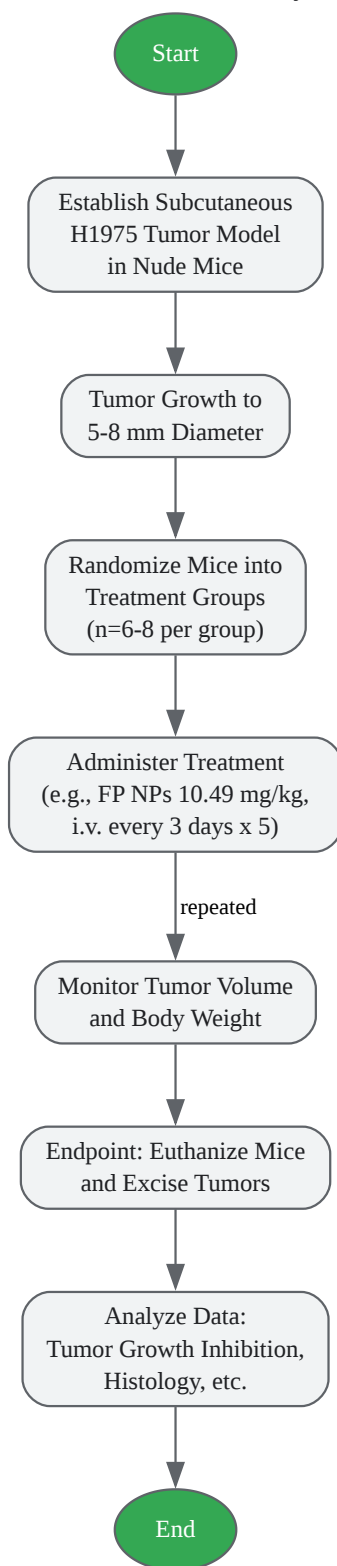 Start
Establish Subcutaneous
H1975 Tumor Model
in Nude Mice
Tumor Growth to
5-8 mm Diameter
Randomize Mice into
Treatment Groups
(n=6-8 per group)
Administer Treatment
(e.g., FP NPs 10.49 mg/kg,
i.v. every 3 days x 5)
repeated
Monitor Tumor Volume
and Body Weight
Endpoint: Euthanize Mice
and Excise Tumors
Analyze Data:
Tumor Growth Inhibition,
Histology, etc.
End